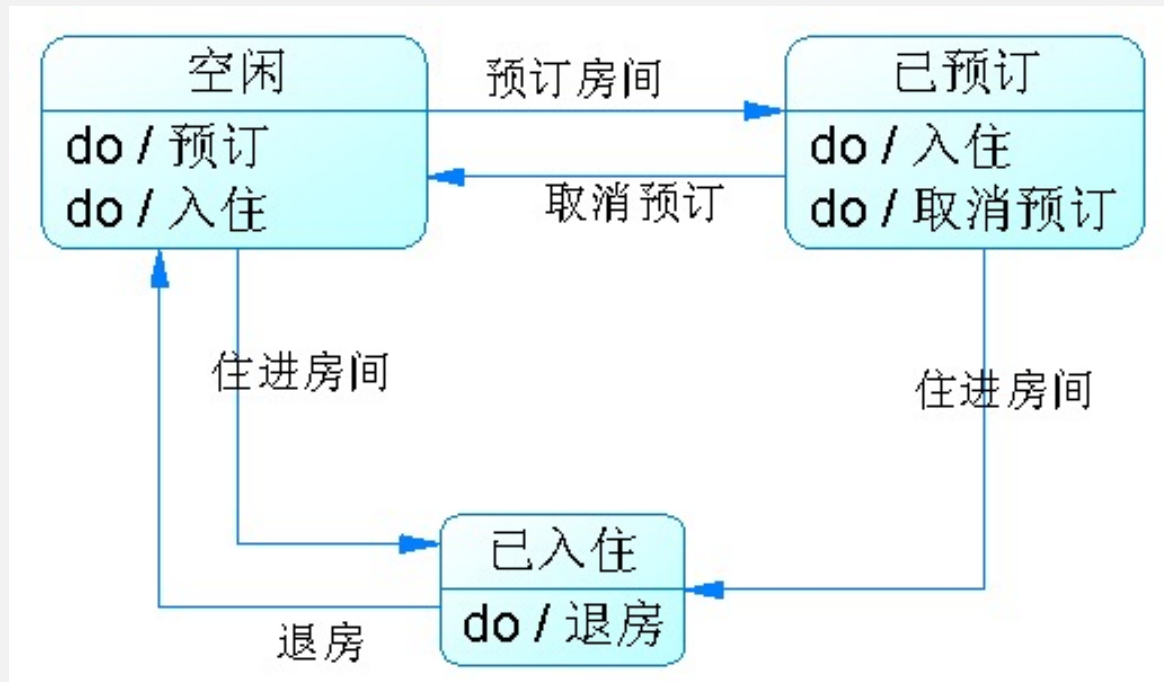 空闲
do / 预订
do / 入住
预订房间
取消预订
已预订
do / 入住
do / 取消预订
住进房间
住进房间
已入住
do / 退房
退房